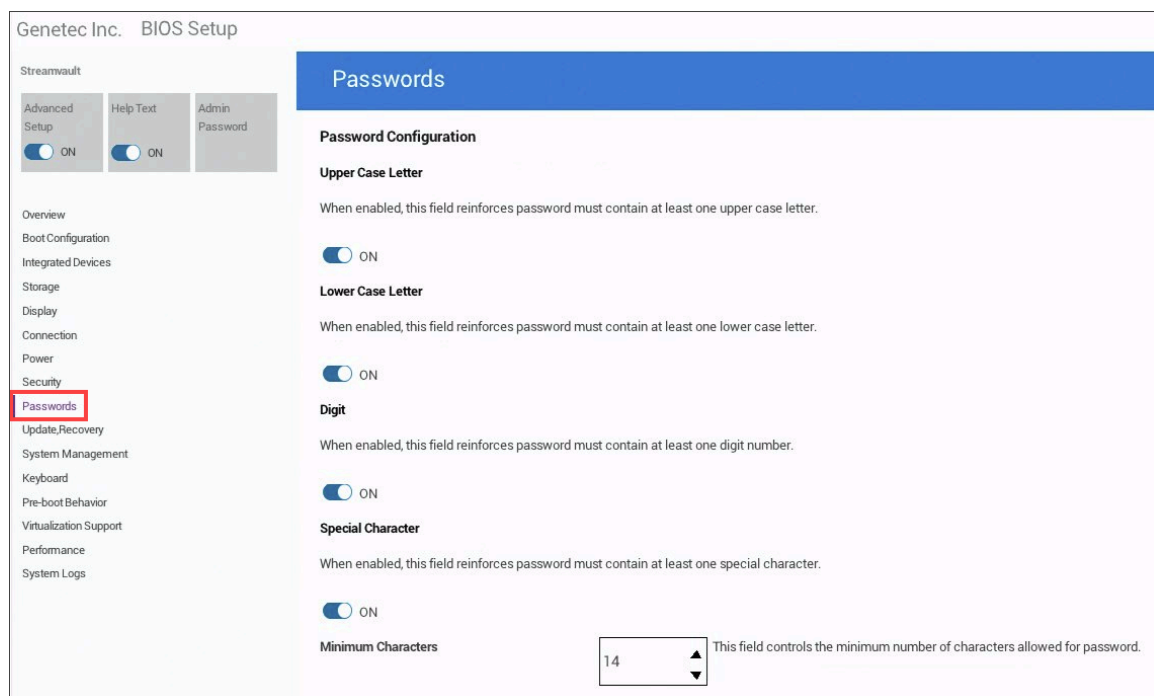 Genetec Inc. BIOS Setup
Streamvault
Advanced Setup
ON
Help Text
ON
Admin Password
Overview
Boot Configuration
Integrated Devices
Storage
Display
Connection
Power
Security
Passwords
Update,Recovery
System Management
Keyboard
Pre-boot Behavior
Virtualization Support
Performance
System Logs
Passwords
Password Configuration
Upper Case Letter
When enabled, this field reinforces password must contain at least one upper case letter.
ON
Lower Case Letter
When enabled, this field reinforces password must contain at least one lower case letter.
ON
Digit
When enabled, this field reinforces password must contain at least one digit number.
ON
Special Character
When enabled, this field reinforces password must contain at least one special character.
ON
Minimum Characters
14
This field controls the minimum number of characters allowed for password.